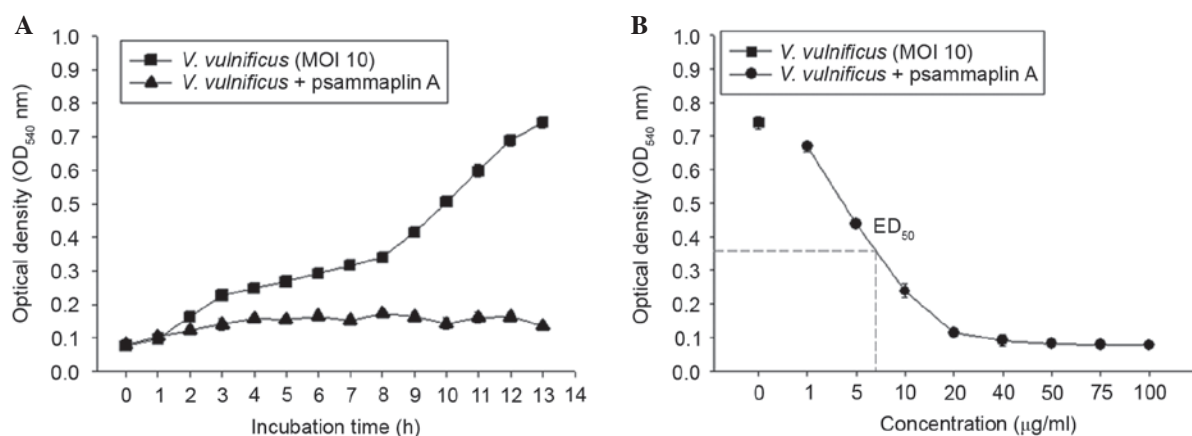 A
V. vulnificus (MOI 10)
V. vulnificus + psammaplin A
Optical density (OD540 nm)
1.0
0.9
0.8
0.7
0.6
0.5
0.4
0.3
0.2
0.1
0.0
0 1 2 3 4 5 6 7 8 9 10 11 12 13 14
Incubation time (h)
B
V. vulnificus (MOI 10)
V. vulnificus + psammaplin A
Optical density (OD540 nm)
1.0
0.9
0.8
0.7
0.6
0.5
0.4
0.3
0.2
0.1
0.0
ED50
0 1 5 10 20 40 50 75 100
Concentration (μg/ml)